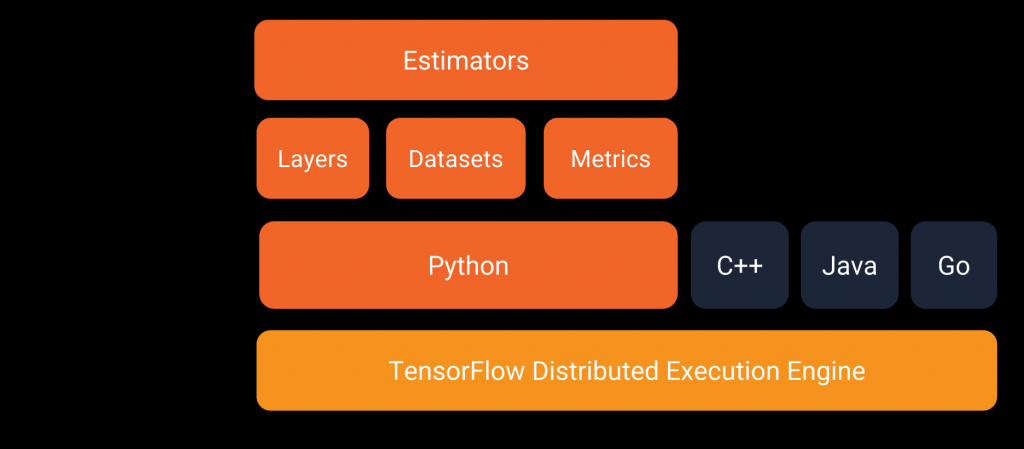 Estimators
Layers Datasets Metrics
Python C++ Java Go
TensorFlow Distributed Execution Engine